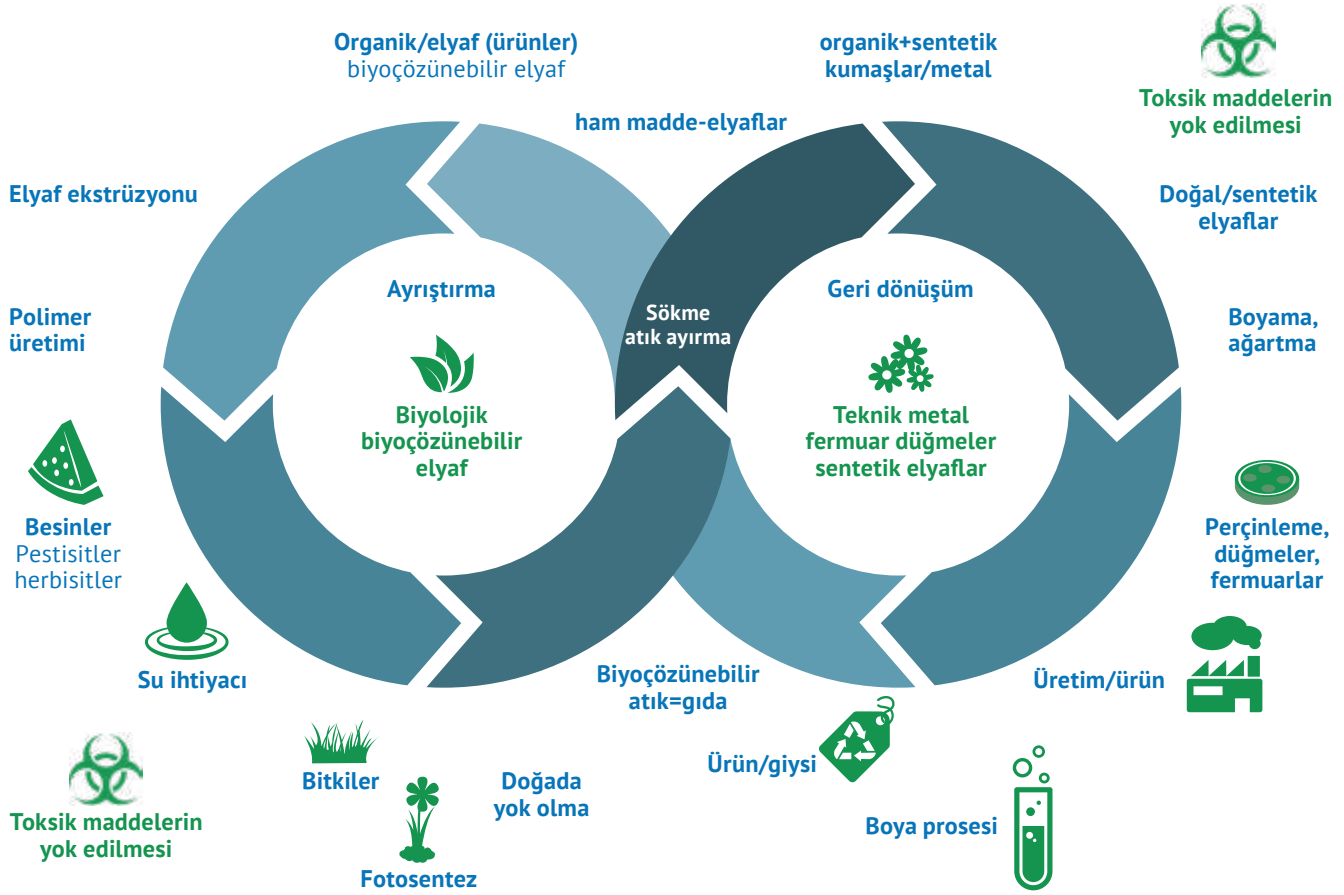 Organik/elyaf (ürünler)
biyoçözünebilir elyaf
organik+sentetik
kumaşlar/metal
Toksik maddelerin
yok edilmesi
ham madde-elyaflar
Elyaf ekstrüzyonu
Doğal/sentetik
elyaflar
Ayrıştırma
Geri dönüşüm
Polimer
üretimi
Sökme
atık ayırma
Boyama,
ağartma
Biyolojik
biyoçözünebilir
elyaf
Teknik metal
fermuar düğmeler
sentetik elyaflar
Besinler
Pestisitler
herbisitler
Perçinleme,
düğmeler,
fermuarlar
Su ihtiyacı
Biyoçözünebilir
atık=gıda
Üretim/ürün
Toksik maddelerin
yok edilmesi
Bitkiler
Doğada
yok olma
Ürün/giysi
Boya prosesi
Fotosentez